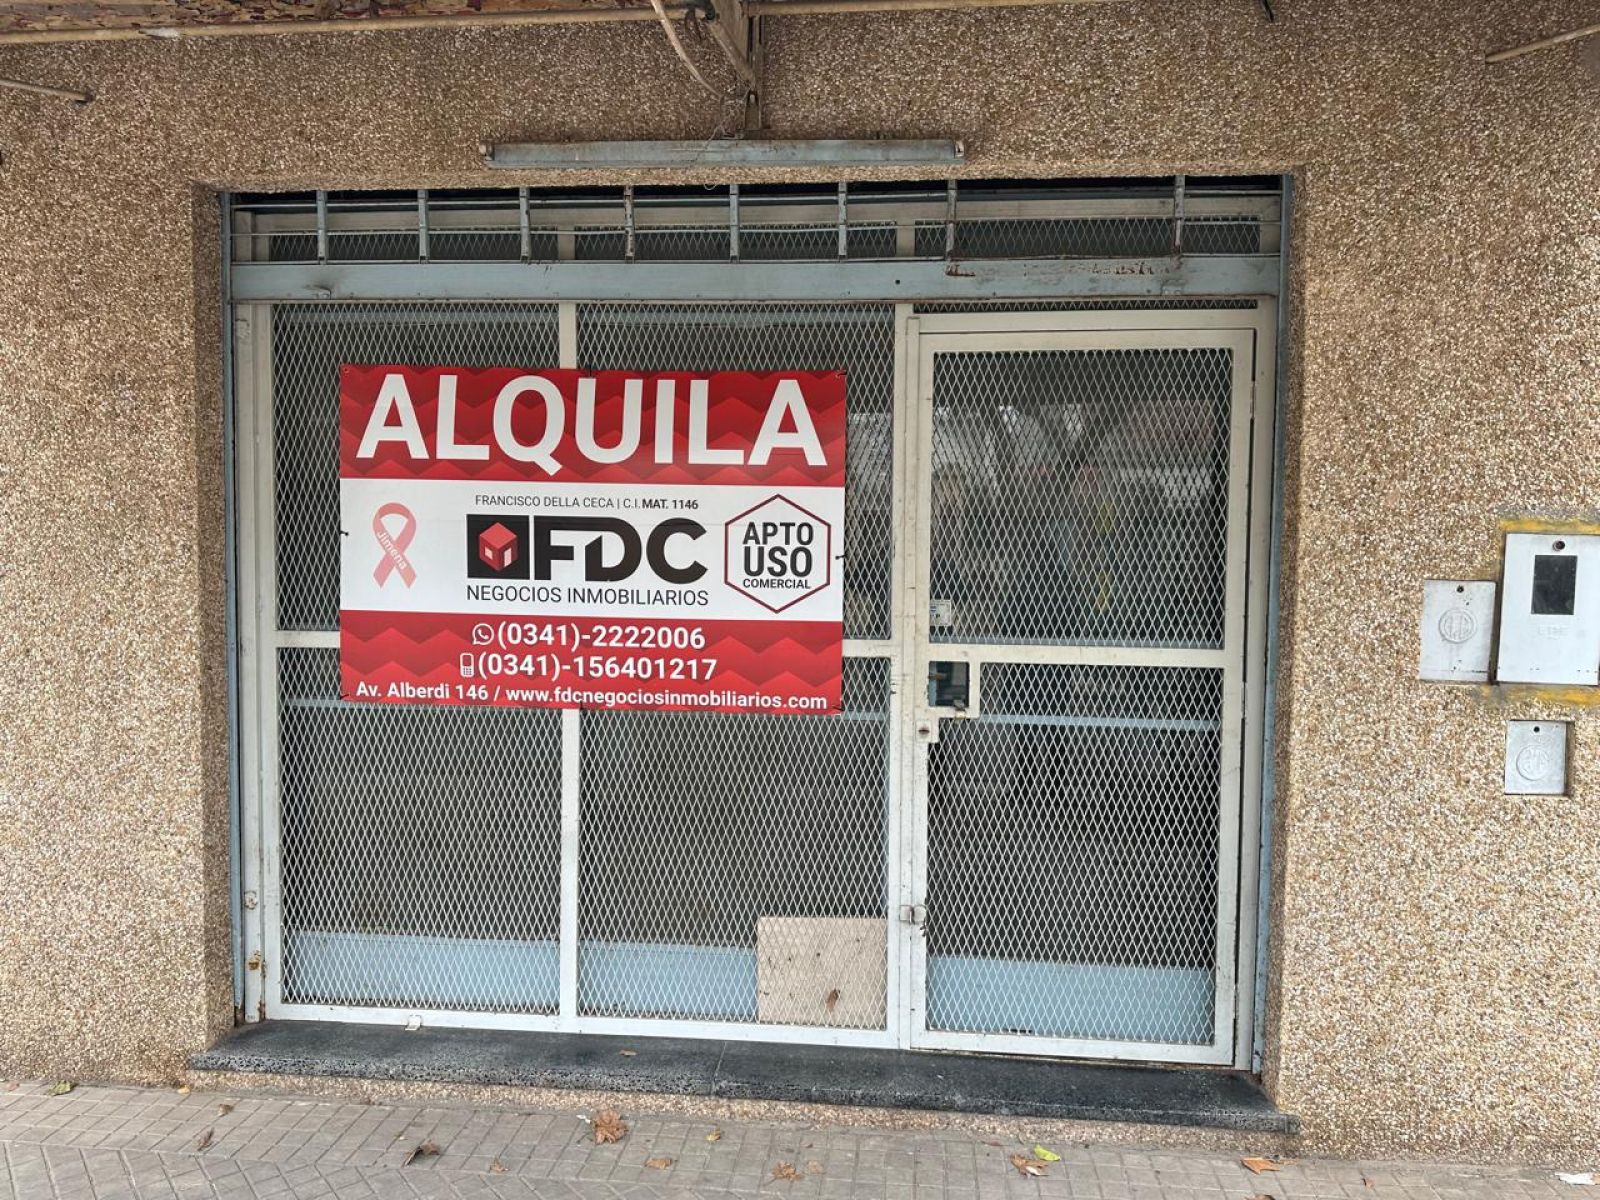 ALQUILA
FRANCISCO DELLA CECA | C.I. MAT. 1146
Jimena
FDC
NEGOCIOS INMOBILIARIOS
APTO
USO
COMERCIAL
(0341)-2222006
(0341)-156401217
Av. Alberdi 146 / www.fdcnegociosinmobiliarios.com